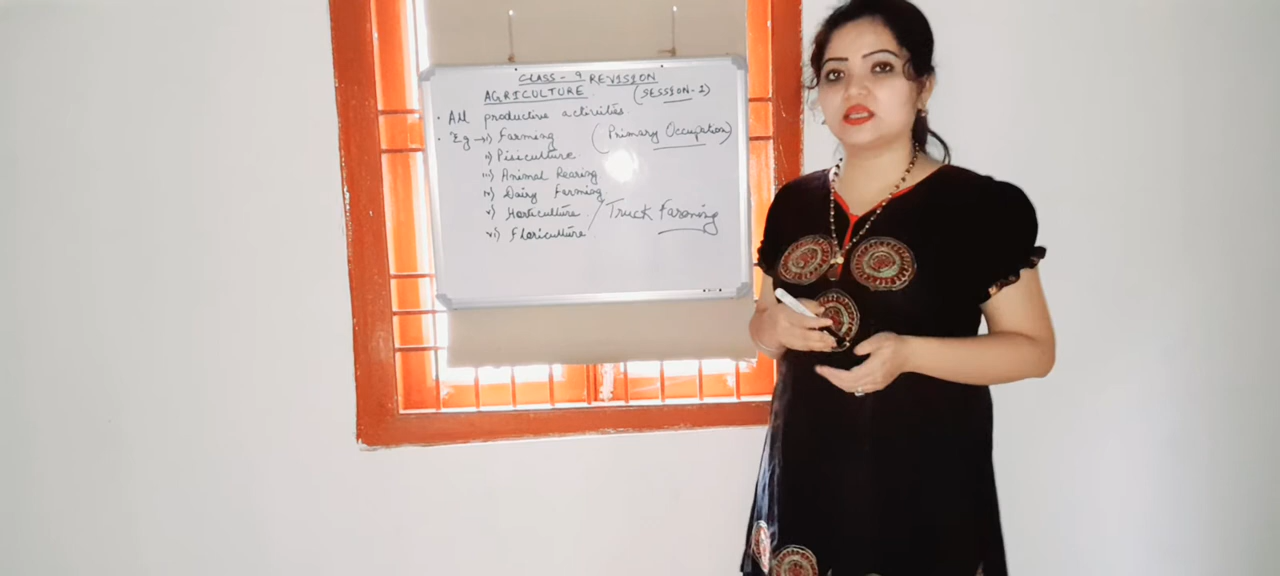 CLASS - 9 REVISION
AGRICULTURE (SESSION-1)
• All productive activities.
• Eg → i) Farming (Primary Occupation)
ii) Pisiculture
iii) Animal Rearing
iv) Dairy Farming
v) Horticulture / Truck Farming
vi) Floriculture